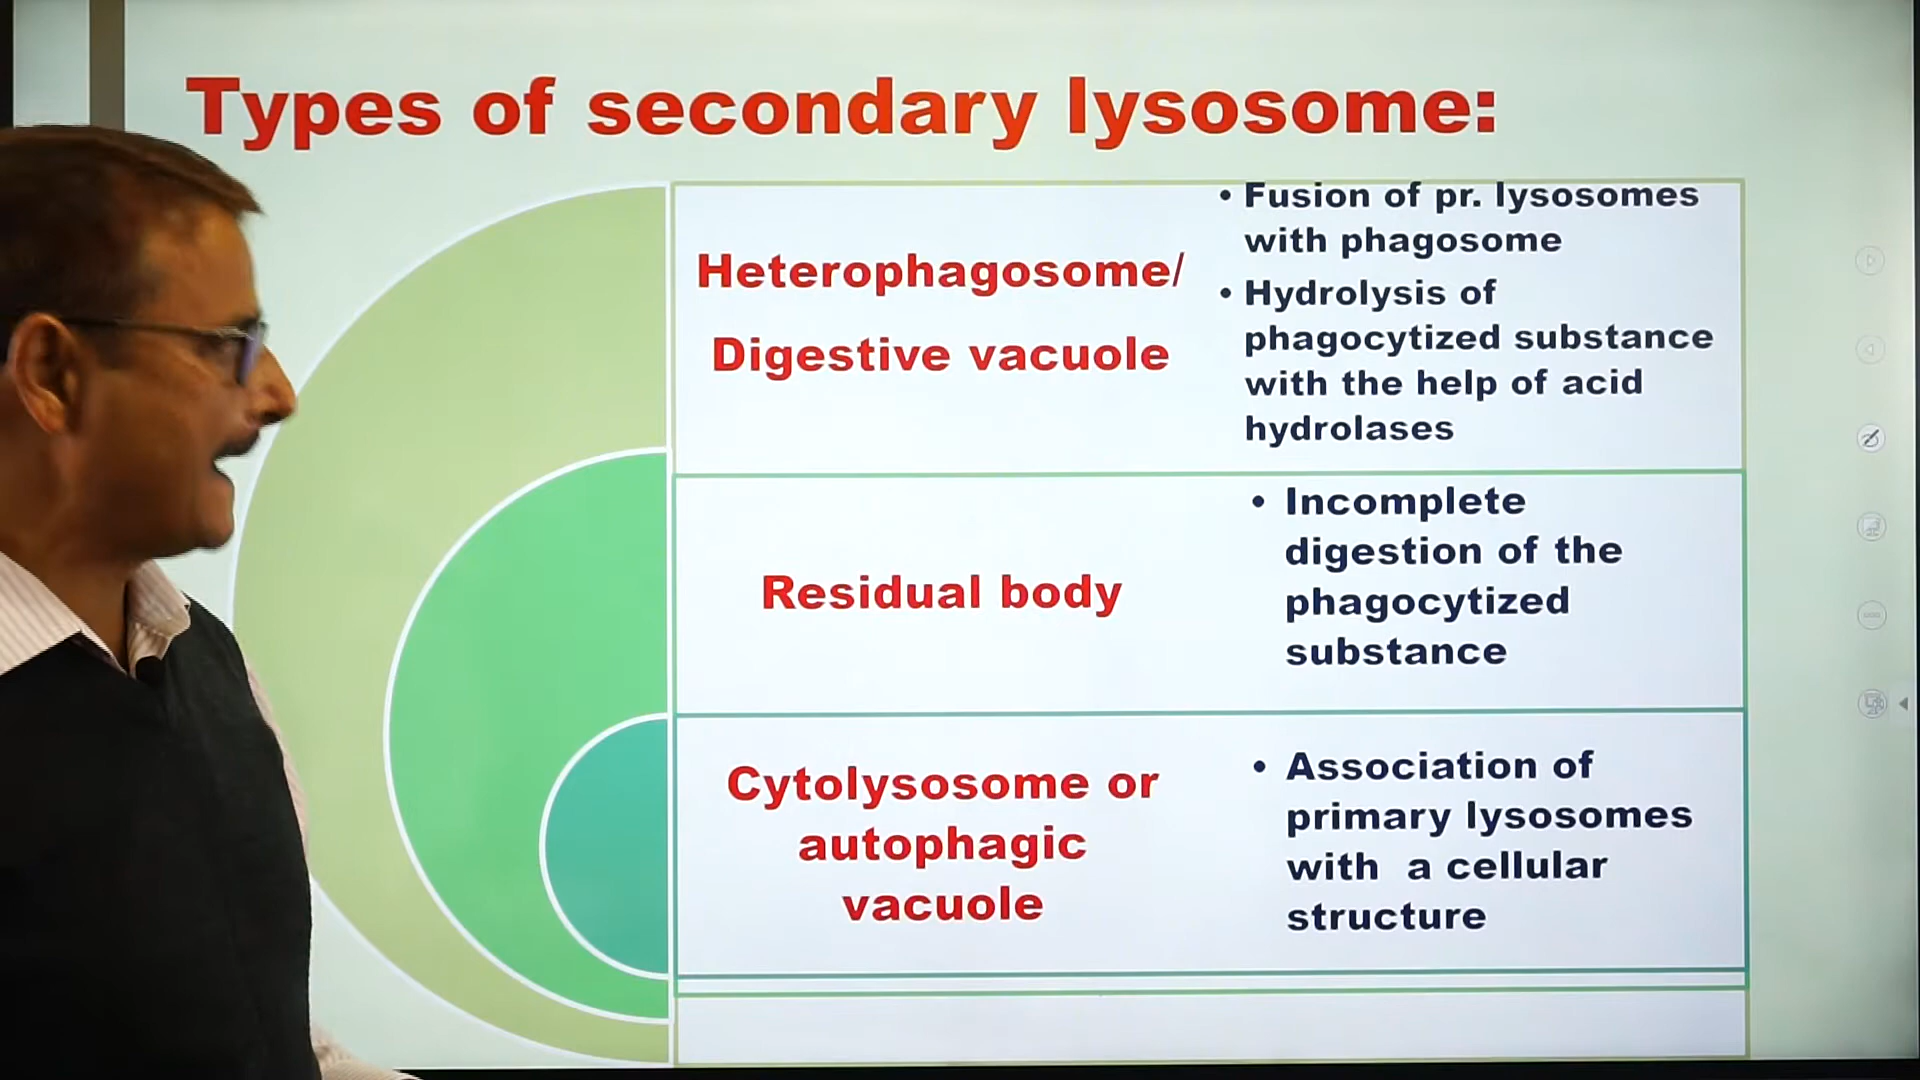 Types of secondary lysosome:
Heterophagosome/
Digestive vacuole
• Fusion of pr. lysosomes
with phagosome
• Hydrolysis of
phagocytized substance
with the help of acid
hydrolases
Residual body
• Incomplete
digestion of the
phagocytized
substance
Cytolysosome or
autophagic
vacuole
• Association of
primary lysosomes
with a cellular
structure